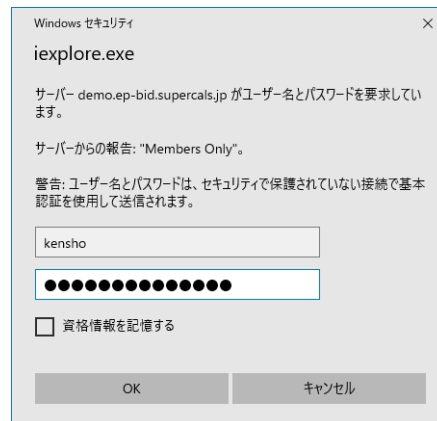 Windows セキュリティ
iexplore.exe
サーバー demo.ep-bid.supercals.jp がユーザー名とパスワードを要求してい
ます。
サーバーからの報告: "Members Only"。
警告: ユーザー名とパスワードは、セキュリティで保護されていない接続で基本
認証を使用して送信されます。
kensho
●●●●●●●●●●●●●●
資格情報を記憶する
OK
キャンセル